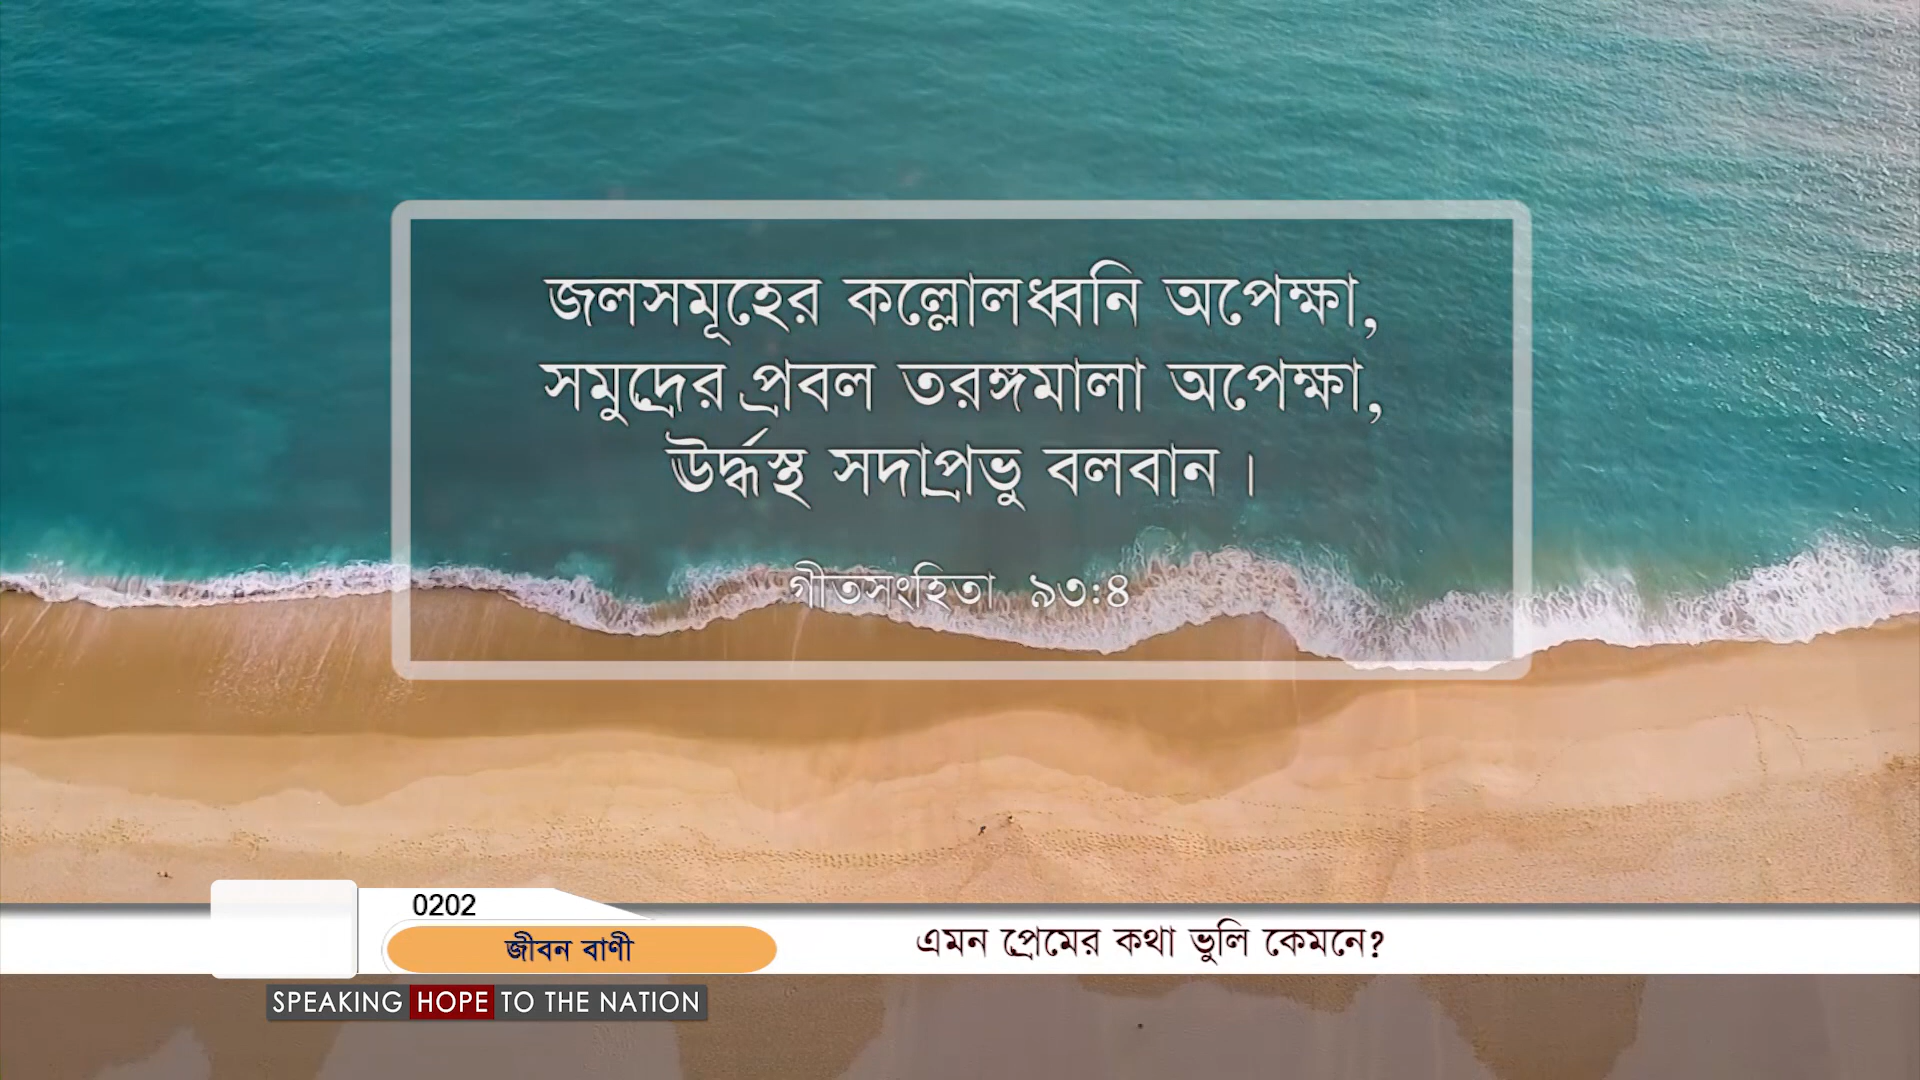 জলসমূহের কল্লোলধ্বনি অপেক্ষা,
সমুদ্রের প্রবল তরঙ্গমালা অপেক্ষা,
ঊর্দ্ধস্থ সদাপ্রভু বলবান ।
গীতসংহিতা ৯৩:৪
0202
জীবন বাণী
এমন প্রেমের কথা ভুলি কেমনে?
SPEAKING HOPE TO THE NATION